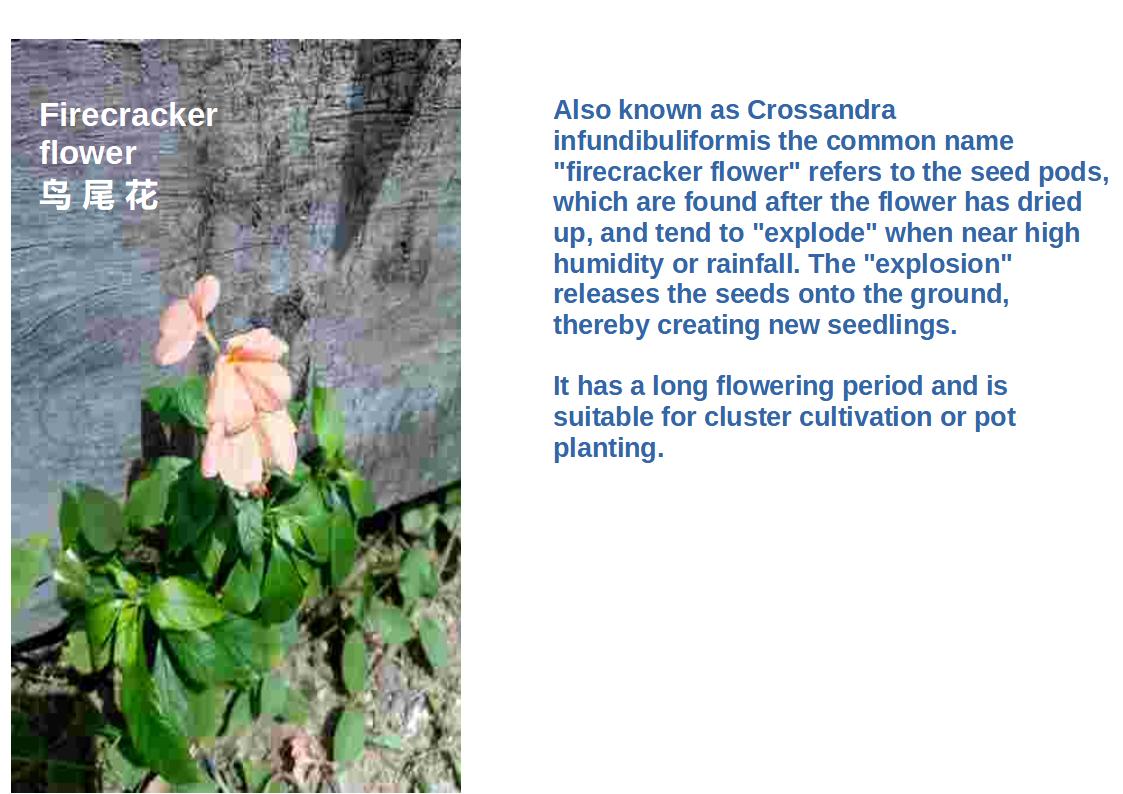 Firecracker
flower
鸟 尾 花
Also known as Crossandra
infundibuliformis the common name
"firecracker flower" refers to the seed pods,
which are found after the flower has dried
up, and tend to "explode" when near high
humidity or rainfall. The "explosion"
releases the seeds onto the ground,
thereby creating new seedlings.
It has a long flowering period and is
suitable for cluster cultivation or pot
planting.